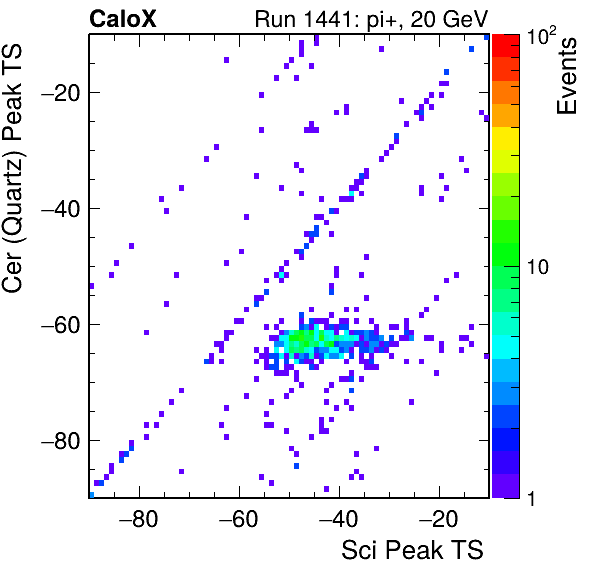 CaloX Run 1441: pi+, 20 GeV
Cer (Quartz) Peak TS
−20
−40
−60
−80
−80 −60 −40 −20
Sci Peak TS
10²
10
1
Events